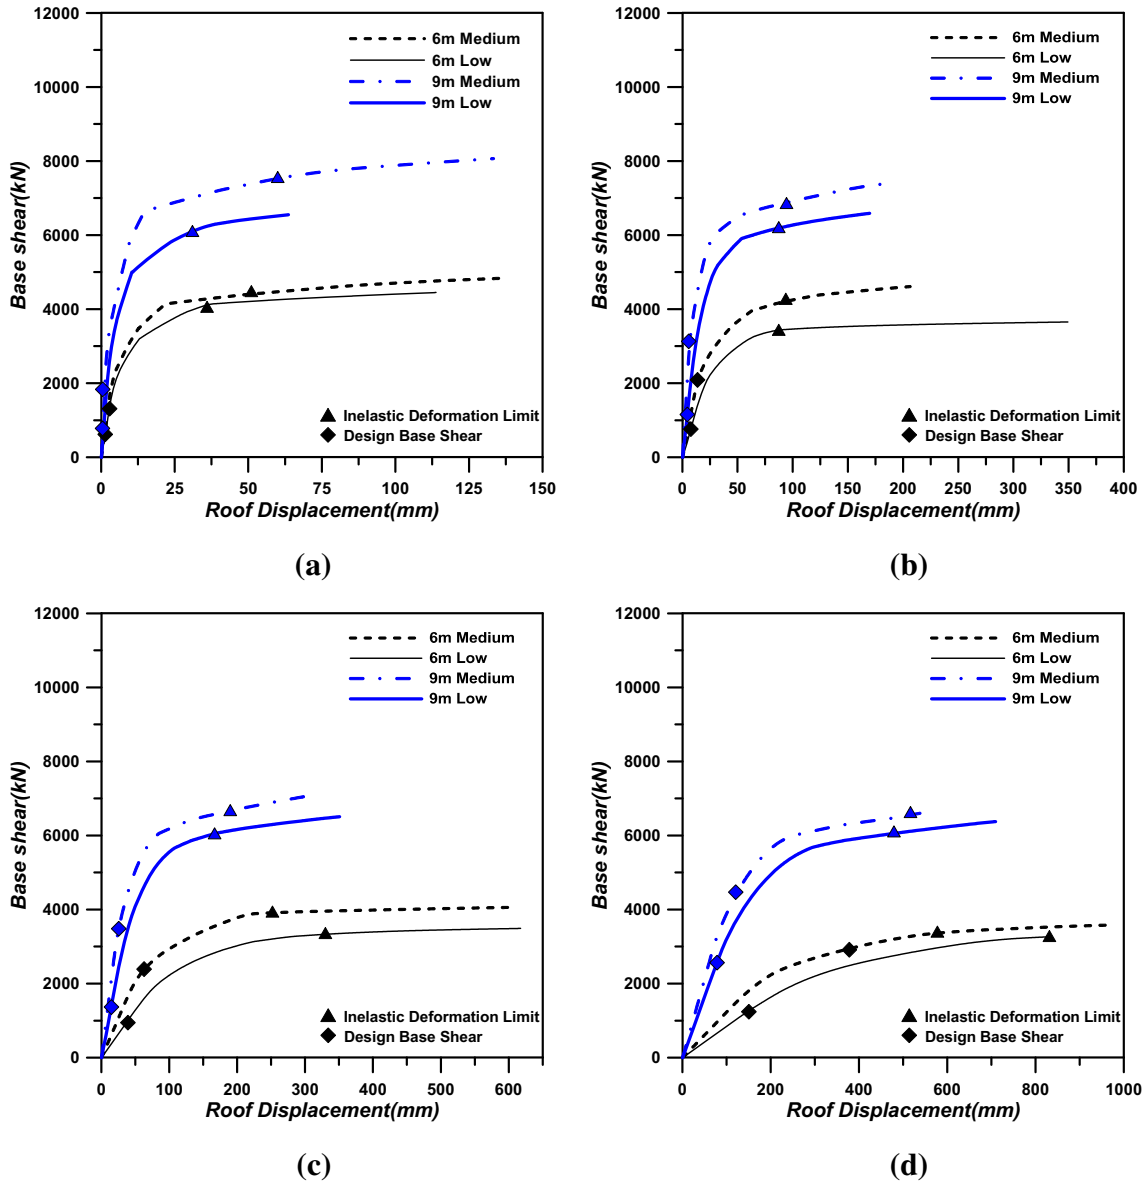 12000
10000
8000
6000
4000
2000
0
Base shear(kN)
6m Medium
6m Low
9m Medium
9m Low
Inelastic Deformation Limit
Design Base Shear
0 25 50 75 100 125 150
Roof Displacement(mm)
(a)
12000
10000
8000
6000
4000
2000
0
Base shear(kN)
6m Medium
6m Low
9m Medium
9m Low
Inelastic Deformation Limit
Design Base Shear
0 50 100 150 200 250 300 350 400
Roof Displacement(mm)
(b)
12000
10000
8000
6000
4000
2000
0
Base shear(kN)
6m Medium
6m Low
9m Medium
9m Low
Inelastic Deformation Limit
Design Base Shear
0 100 200 300 400 500 600
Roof Displacement(mm)
(c)
12000
10000
8000
6000
4000
2000
0
Base shear(kN)
6m Medium
6m Low
9m Medium
9m Low
Inelastic Deformation Limit
Design Base Shear
0 200 400 600 800 1000
Roof Displacement(mm)
(d)